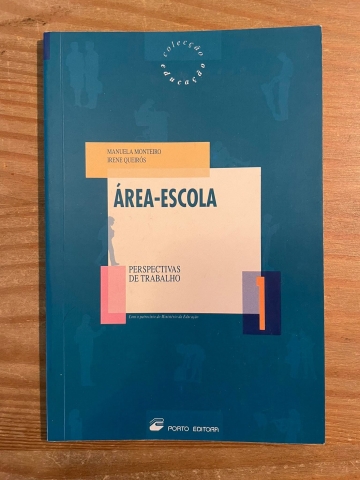 colecção
educação
MANUELA MONTEIRO
IRENE QUEIRÓS
ÁREA-ESCOLA
PERSPECTIVAS
DE TRABALHO
1
PORTO EDITORA